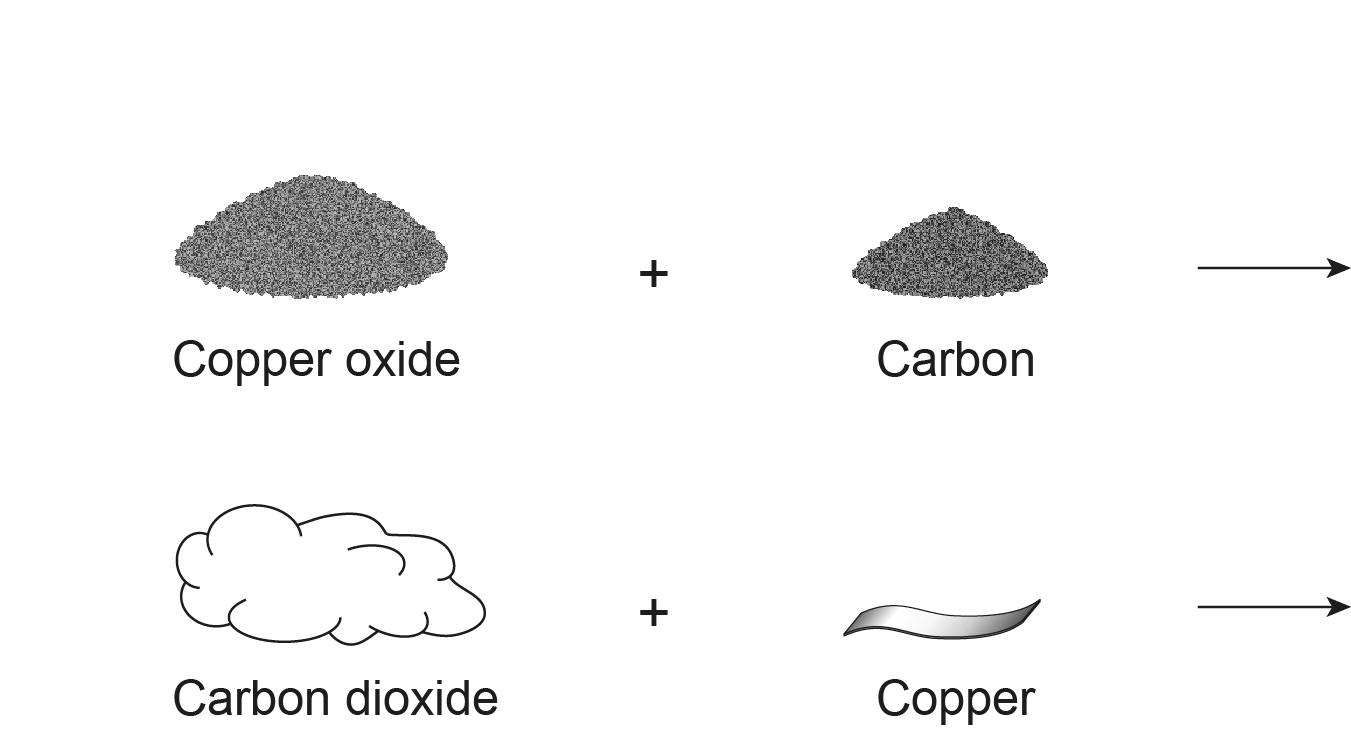 +
Copper oxide Carbon
+
Carbon dioxide Copper